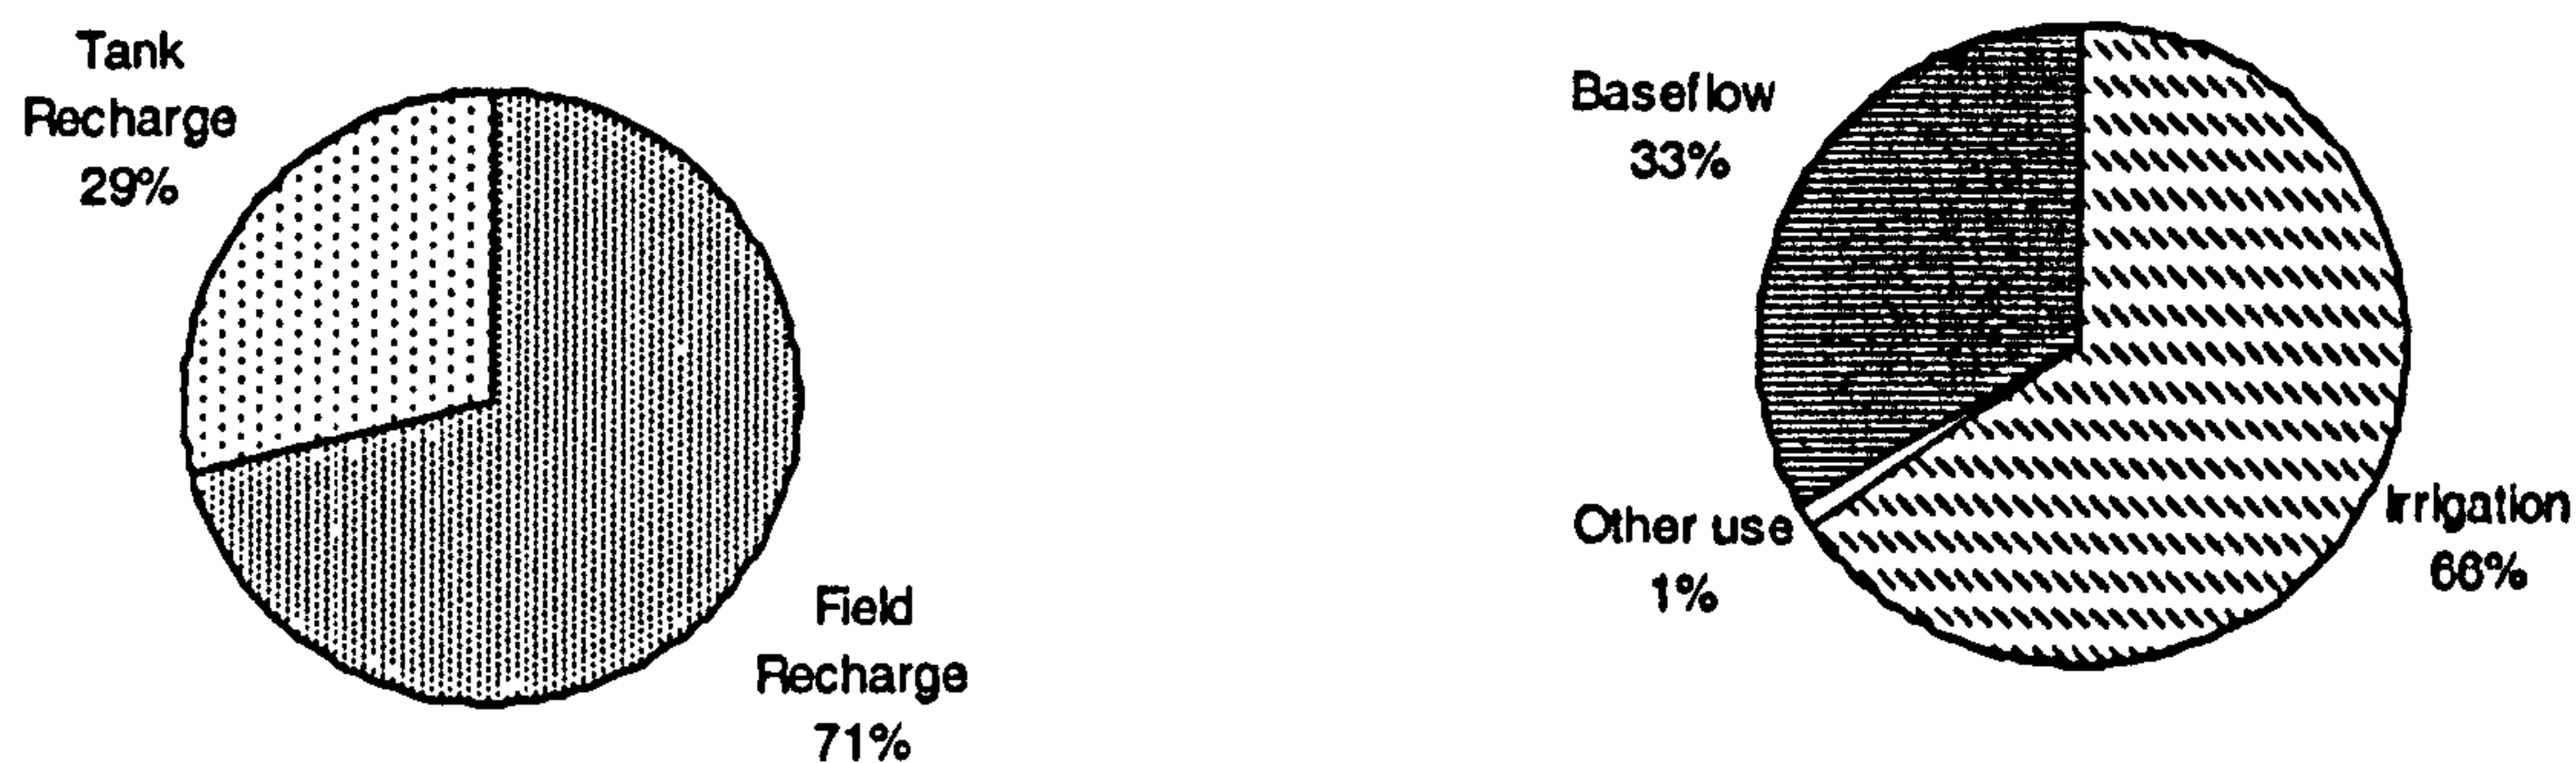 Tank
Recharge
29%
Field
Recharge
71%
Baseflow
33%
Other use
1%
Irrigation
66%